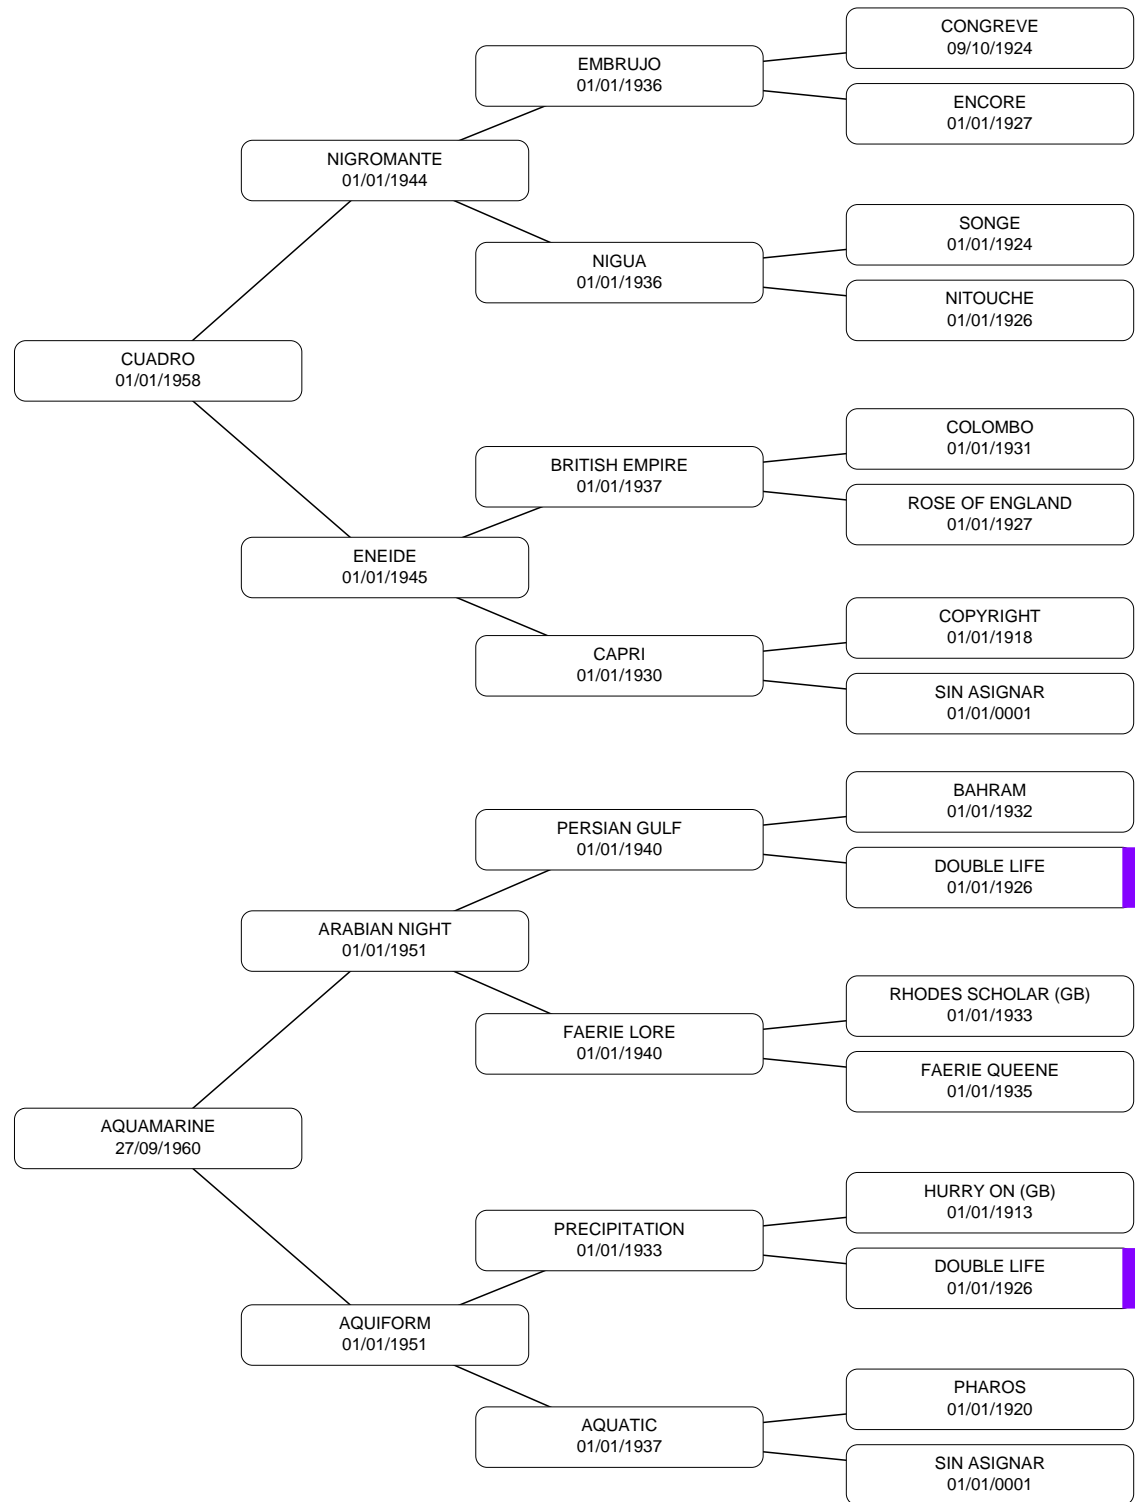 CONGREVE
09/10/1924
EMBRUJO
01/01/1936
ENCORE
01/01/1927
NIGROMANTE
01/01/1944
SONGE
01/01/1924
NIGUA
01/01/1936
NITOUCHE
01/01/1926
CUADRO
01/01/1958
COLOMBO
01/01/1931
BRITISH EMPIRE
01/01/1937
ROSE OF ENGLAND
01/01/1927
ENEIDE
01/01/1945
COPYRIGHT
01/01/1918
CAPRI
01/01/1930
SIN ASIGNAR
01/01/0001
BAHRAM
01/01/1932
PERSIAN GULF
01/01/1940
DOUBLE LIFE
01/01/1926
ARABIAN NIGHT
01/01/1951
RHODES SCHOLAR (GB)
01/01/1933
FAERIE LORE
01/01/1940
FAERIE QUEENE
01/01/1935
AQUAMARINE
27/09/1960
HURRY ON (GB)
01/01/1913
PRECIPITATION
01/01/1933
DOUBLE LIFE
01/01/1926
AQUIFORM
01/01/1951
PHAROS
01/01/1920
AQUATIC
01/01/1937
SIN ASIGNAR
01/01/0001